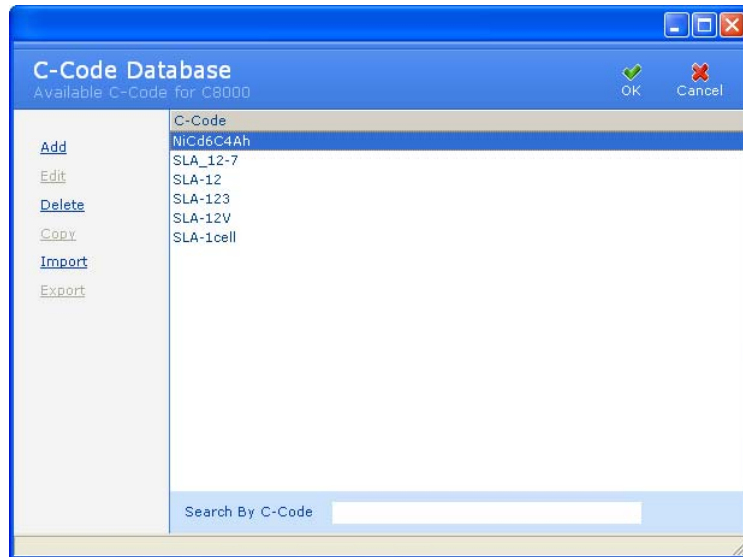 C-Code Database
Available C-Code for C8000
OK
Cancel
Add
Edit
Delete
Copy
Import
Export
C-Code
NiCd6C4Ah
SLA_12-7
SLA-12
SLA-123
SLA-12V
SLA-1cell
Search By C-Code